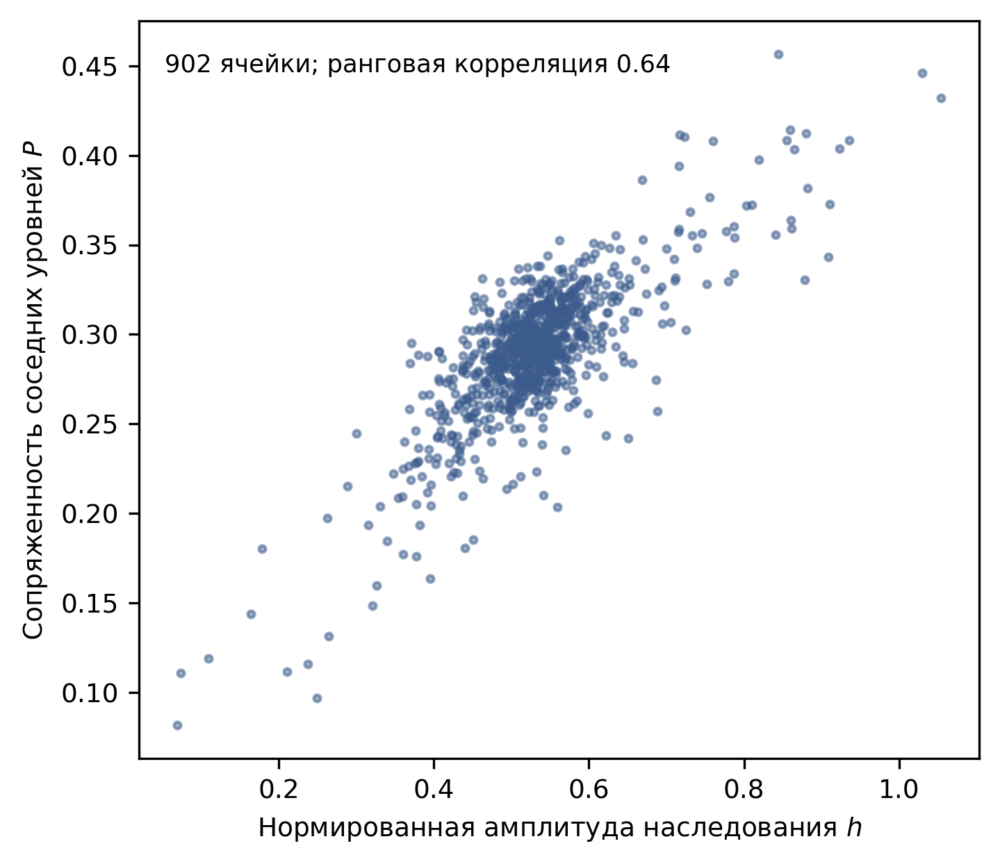 902 ячейки; ранговая корреляция 0.64
Сопряженность соседних уровней P
0.45
0.40
0.35
0.30
0.25
0.20
0.15
0.10
0.2 0.4 0.6 0.8 1.0
Нормированная амплитуда наследования h